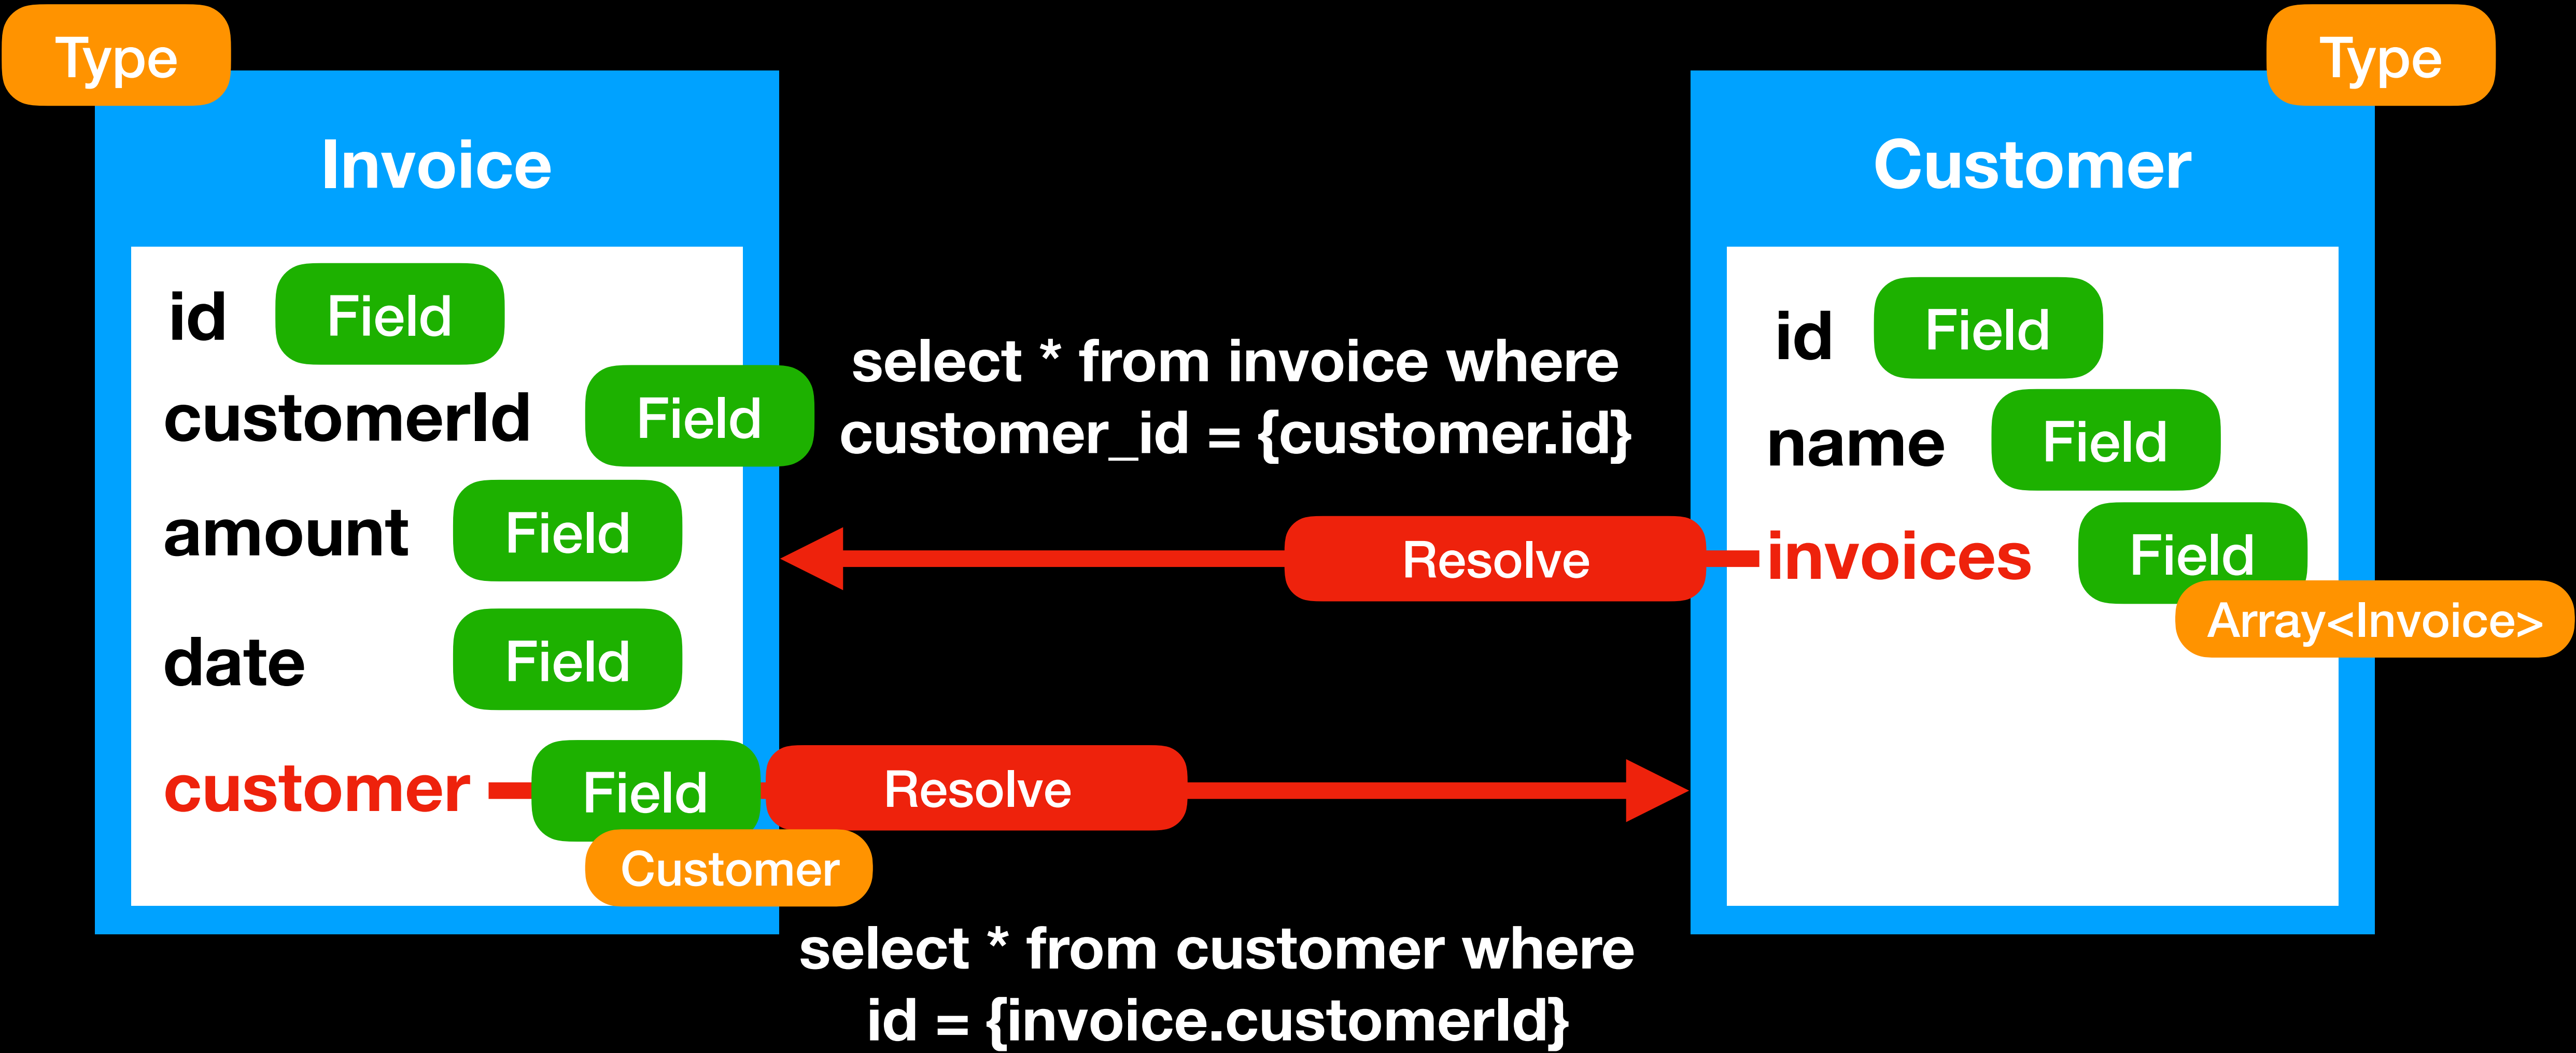 Type
Invoice
id Field
customerId Field
amount Field
date Field
customer Field
Customer
Resolve
select * from invoice where
customer_id = {customer.id}
Resolve
select * from customer where
id = {invoice.customerId}
Type
Customer
id Field
name Field
invoices Field
Array<Invoice>